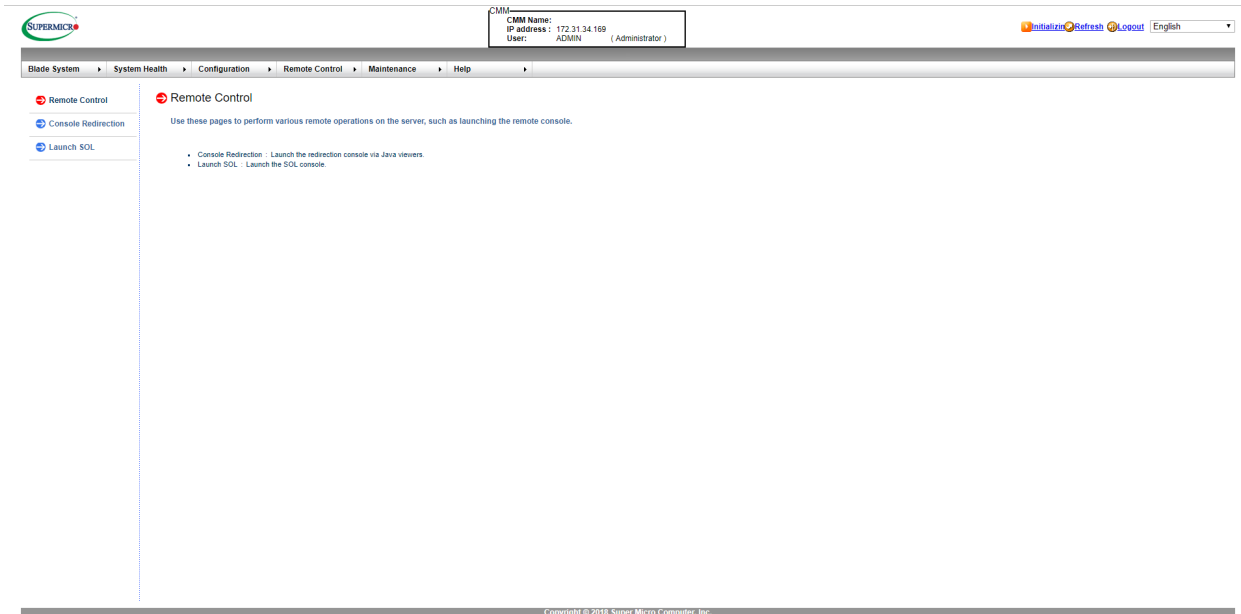 SUPERMICR
CMM
CMM Name:
IP address : 172.31.34.169
User: ADMIN ( Administrator )
Initializin Refresh Logout English
Blade System System Health Configuration Remote Control Maintenance Help
Remote Control
Console Redirection
Launch SOL
Remote Control
Use these pages to perform various remote operations on the server, such as launching the remote console.
Console Redirection : Launch the redirection console via Java viewers.
Launch SOL : Launch the SOL console.
Copyright © 2018 Super Micro Computer, Inc.